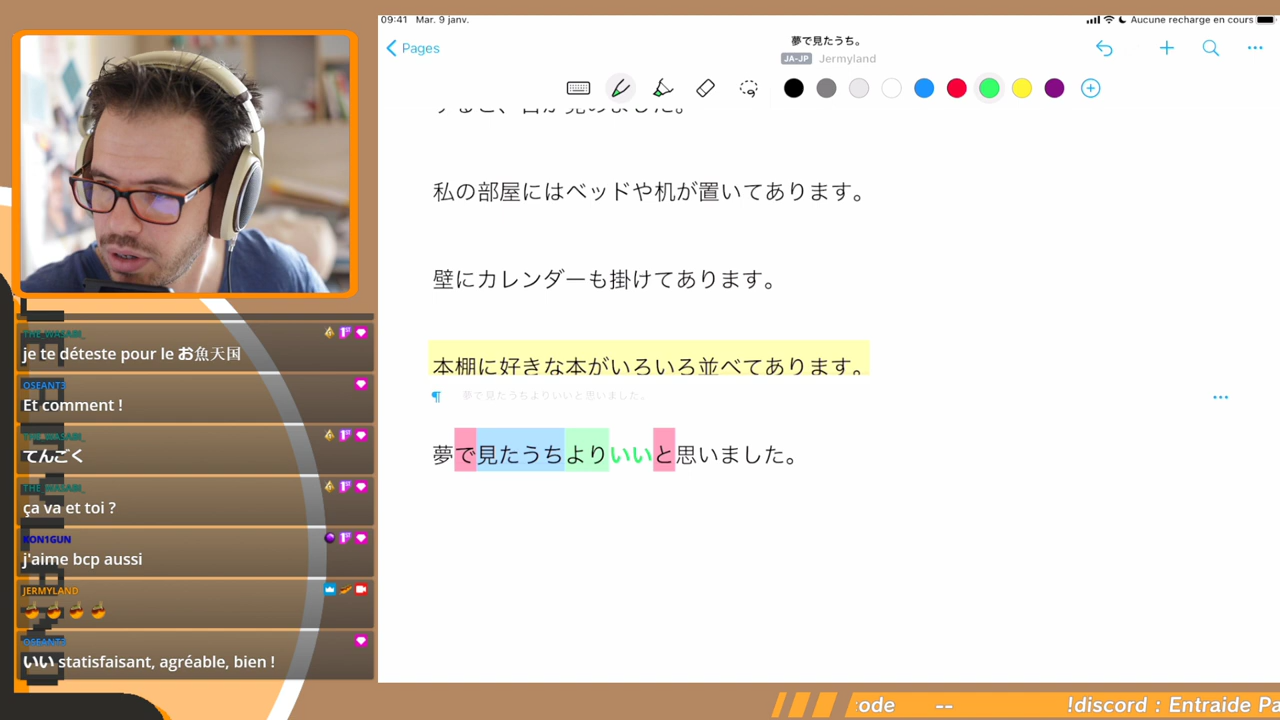 09:41 Mar. 9 janv.
Aucune recharge en cours
Pages
夢で見たうち。
JA-JP Jermyland
私の部屋にはベッドや机が置いてあります。
壁にカレンダーも掛けてあります。
本棚に好きな本がいろいろ並べてあります。
夢で見たうちよりいいと思いました。
夢で見たうちよりいいと思いました。
THE_WASABI_
je te déteste pour le お魚天国
OSEANT3
Et comment !
THE_WASABI_
てんごく
THE_WASABI_
ça va et toi ?
KON1GUN
j'aime bcp aussi
JERMYLAND
OSEANT3
いい statisfaisant, agréable, bien !
ode -- !discord : Entraide Pa